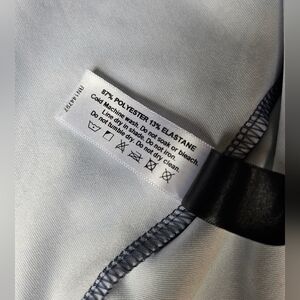 87% POLYESTER 13% ELASTANE
Cold Machine wash. Do not soak or bleach.
Line dry in shade. Do not iron.
Do not tumble dry. Do not dry clean.